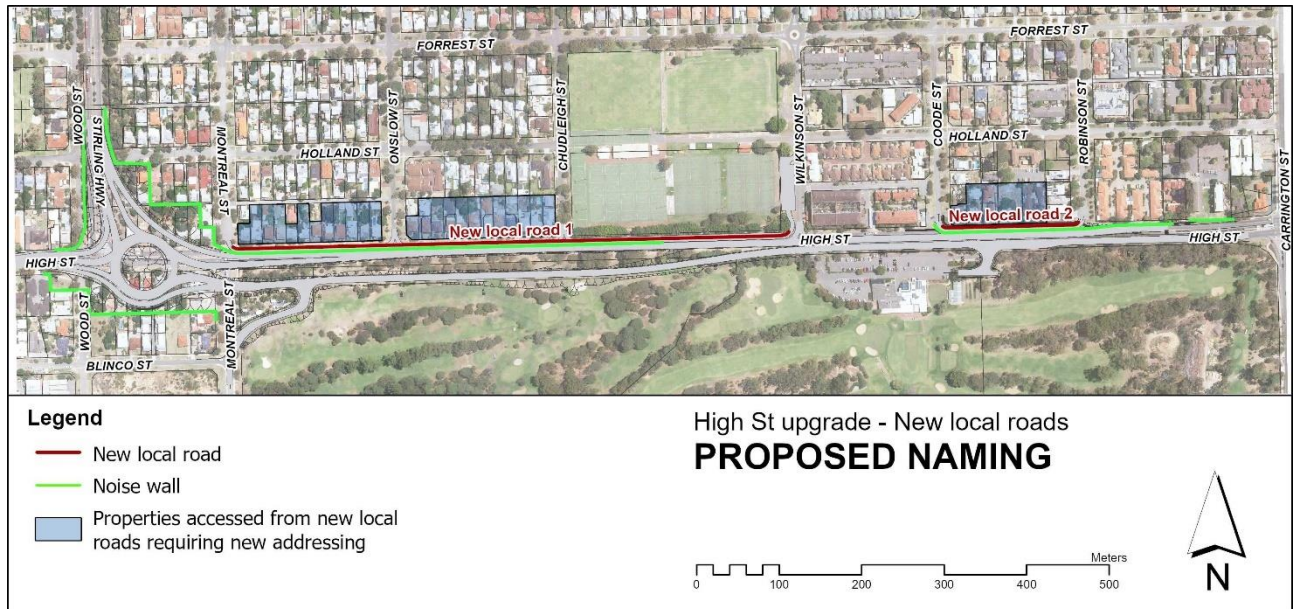 FORREST ST
FORREST ST
WOOD ST
STIRLING HWY
MONTREAL ST
HOLLAND ST
ONSLOW ST
CHUDLEIGH ST
WILKINSON ST
COODE ST
HOLLAND ST
ROBINSON ST
CARRINGTON ST
New local road 1
New local road 2
HIGH ST
HIGH ST
HIGH ST
WOOD ST
MONTREAL ST
BLINCO ST
Legend
New local road
Noise wall
Properties accessed from new local
roads requiring new addressing
High St upgrade - New local roads
PROPOSED NAMING
Meters
0 100 200 300 400 500
N